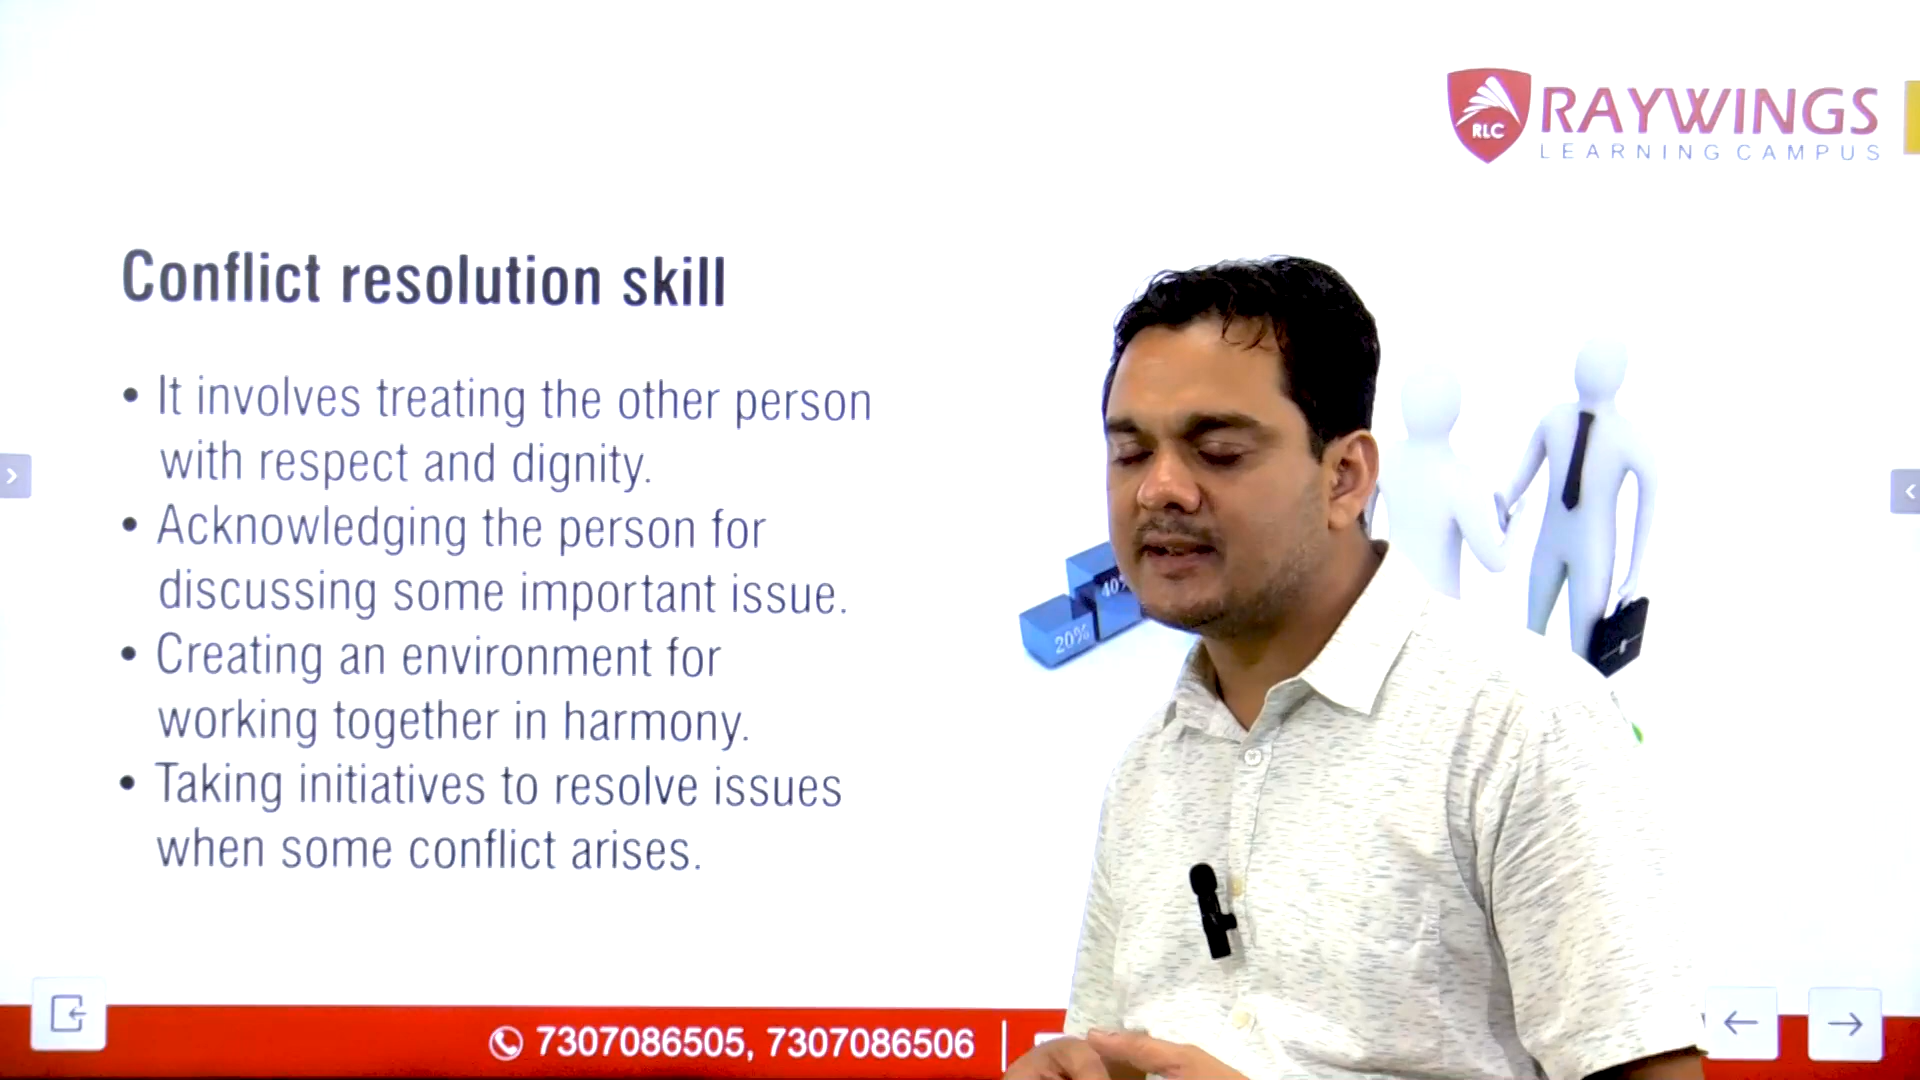 RLC
RAYWINGS
LEARNING CAMPUS
Conflict resolution skill
• It involves treating the other person
with respect and dignity.
• Acknowledging the person for
discussing some important issue.
• Creating an environment for
working together in harmony.
• Taking initiatives to resolve issues
when some conflict arises.
20%
40%
7307086505, 7307086506